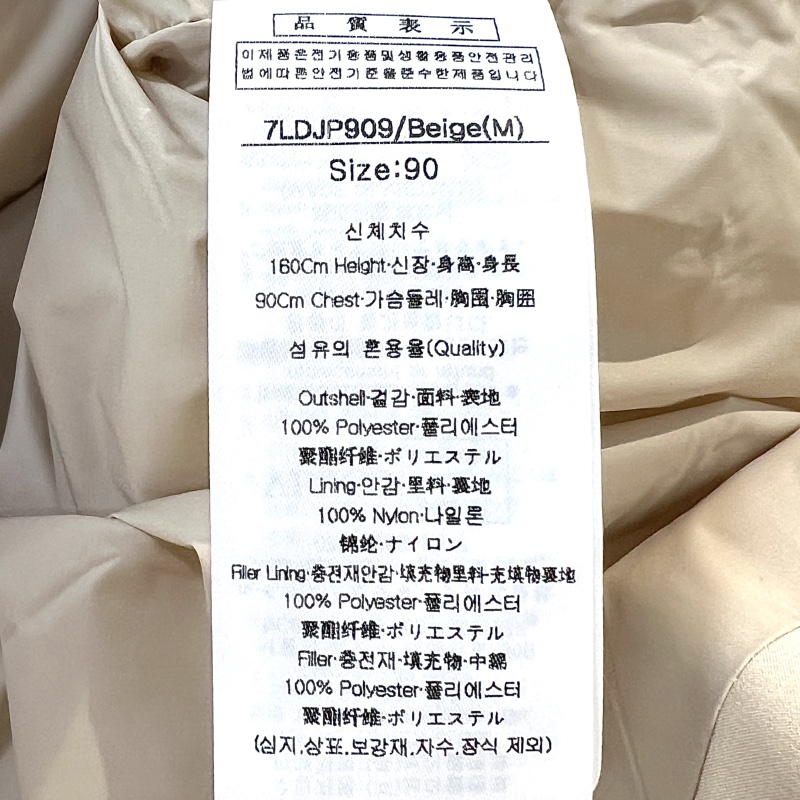 品質表示
이제품은전기용품및생활용품안전관리
법에따른안전기준을준수한제품입니다
7LDJP909/Beige(M)
Size:90
신체치수
160Cm Height·신장·身高·身長
90Cm Chest·가슴둘레·胸围·胸囲
섬유의 혼용율(Quality)
Outshell·겉감·面料·表地
100% Polyester·폴리에스터
聚酯纤维·ポリエステル
Lining·안감·里料·裏地
100% Nylon·나일론
锦纶·ナイロン
Filler Lining·충전재안감·填充物里料·充填物裏地
100% Polyester·폴리에스터
聚酯纤维·ポリエステル
Filler·충전재·填充物·中綿
100% Polyester·폴리에스터
聚酯纤维·ポリエステル
(심지.상표.보강재.자수.장식 제외)